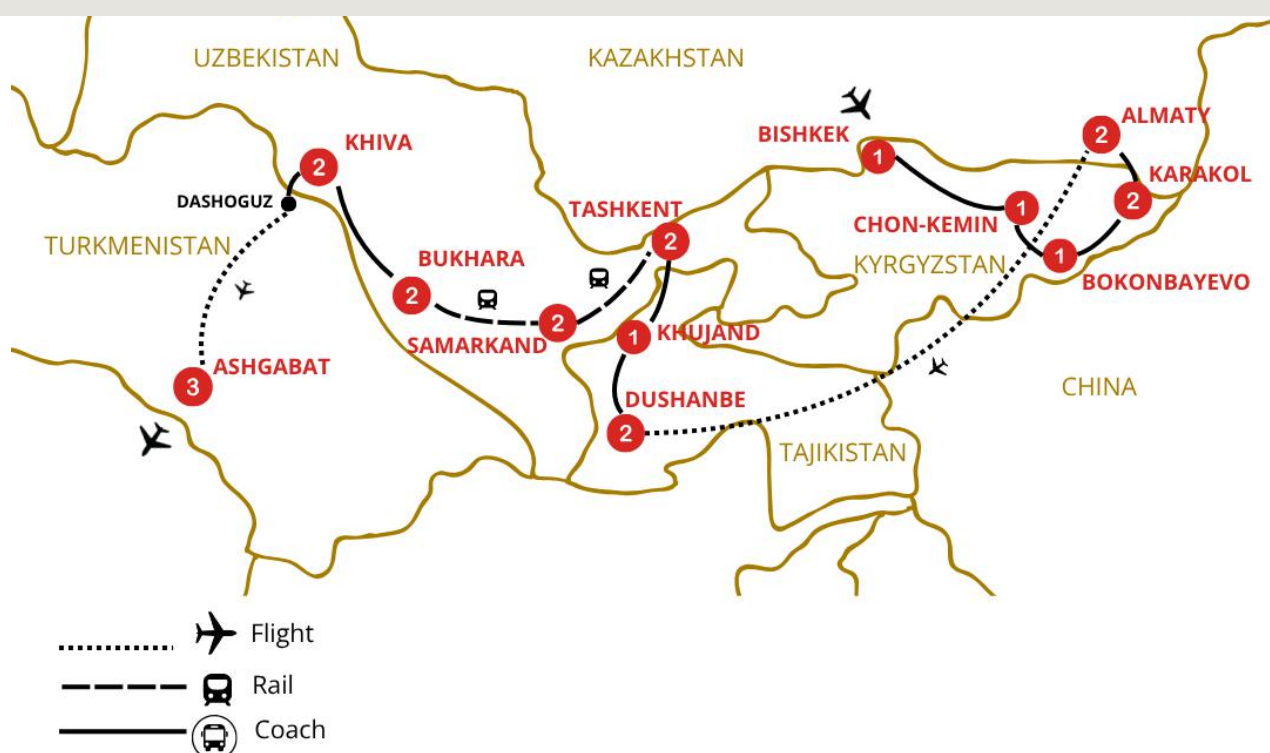 UZBEKISTAN
KAZAKHSTAN
ALMATY
2
BISHKEK
1
KHIVA
2
KARAKOL
2
DASHOGUZ
TASHKENT
2
CHON-KEMIN
1
TURKMENISTAN
BUKHARA
2
KYRGYZSTAN
1
BOKONBAYEVO
SAMARKAND
2
1
KHUJAND
ASHGABAT
3
DUSHANBE
2
CHINA
TAJIKISTAN
Flight
Rail
Coach